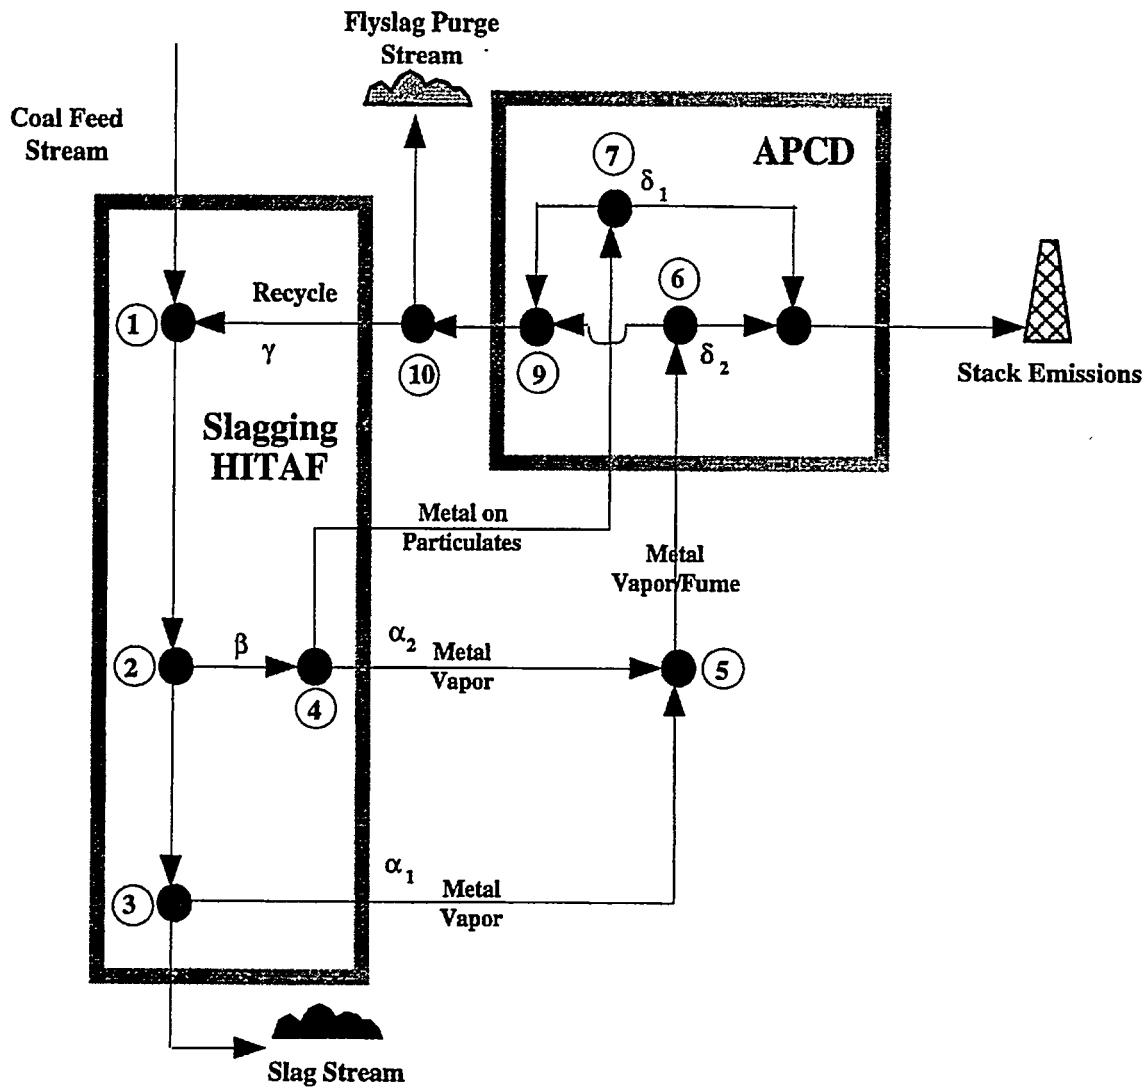 Flyslag Purge
Stream
Coal Feed
Stream
APCD
7
δ1
6
Recycle
1
γ
10
9
δ2
Stack Emissions
Slagging
HITAF
Metal on
Particulates
Metal
Vapor/Fume
β
α2
Metal
Vapor
2
4
5
α1
Metal
Vapor
3
Slag Stream